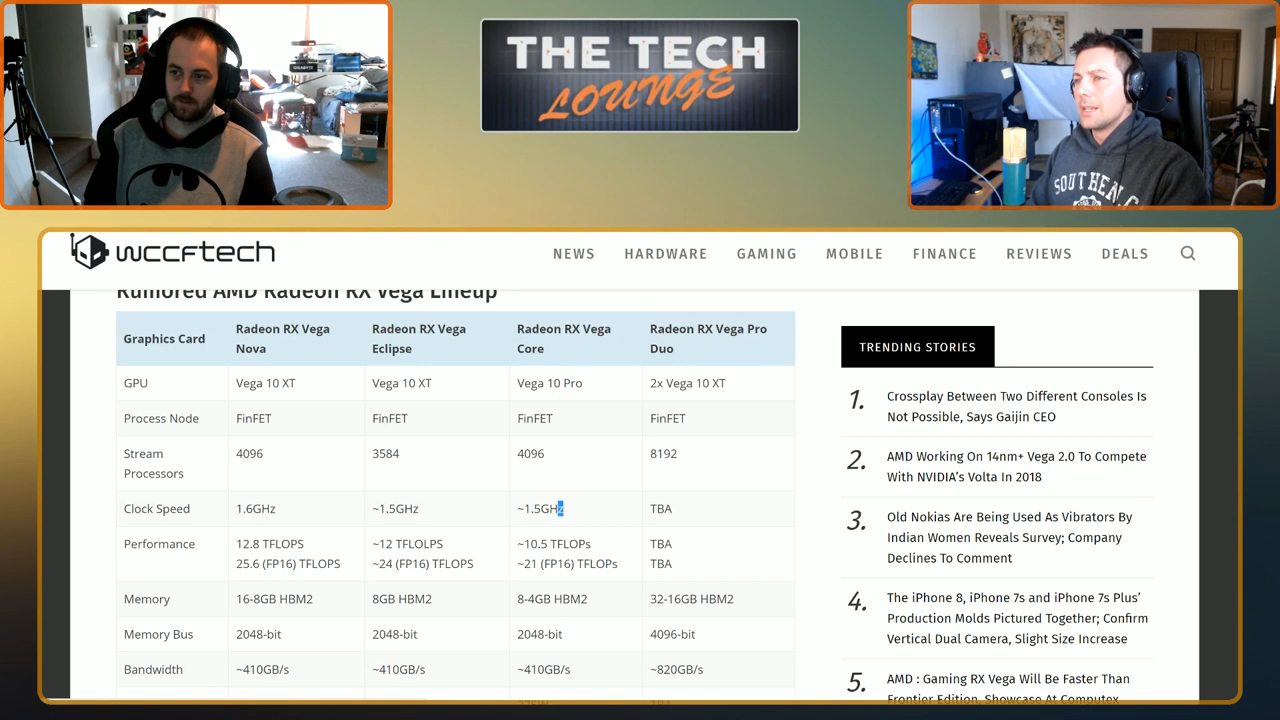 THE TECH
LOUNGE
SOUTHERN C
wccftech
NEWS HARDWARE GAMING MOBILE FINANCE REVIEWS DEALS
Rumored AMD Radeon RX Vega Lineup
Graphics Card
Radeon RX Vega
Nova
Radeon RX Vega
Eclipse
Radeon RX Vega
Core
Radeon RX Vega Pro
Duo
GPU Vega 10 XT Vega 10 XT Vega 10 Pro 2x Vega 10 XT
Process Node FinFET FinFET FinFET FinFET
Stream
Processors
4096 3584 4096 8192
Clock Speed 1.6GHz ~1.5GHz ~1.5GHz TBA
Performance 12.8 TFLOPS ~12 TFLOLPS ~10.5 TFLOPs TBA
25.6 (FP16) TFLOPS ~24 (FP16) TFLOPS ~21 (FP16) TFLOPs TBA
Memory 16-8GB HBM2 8GB HBM2 8-4GB HBM2 32-16GB HBM2
Memory Bus 2048-bit 2048-bit 2048-bit 4096-bit
Bandwidth ~410GB/s ~410GB/s ~410GB/s ~820GB/s
TRENDING STORIES
1. Crossplay Between Two Different Consoles Is
Not Possible, Says Gaijin CEO
2. AMD Working On 14nm+ Vega 2.0 To Compete
With NVIDIA's Volta In 2018
3. Old Nokias Are Being Used As Vibrators By
Indian Women Reveals Survey; Company
Declines To Comment
4. The iPhone 8, iPhone 7s and iPhone 7s Plus'
Production Molds Pictured Together; Confirm
Vertical Dual Camera, Slight Size Increase
5. AMD : Gaming RX Vega Will Be Faster Than
Frontier Edition, Showcase At Computex